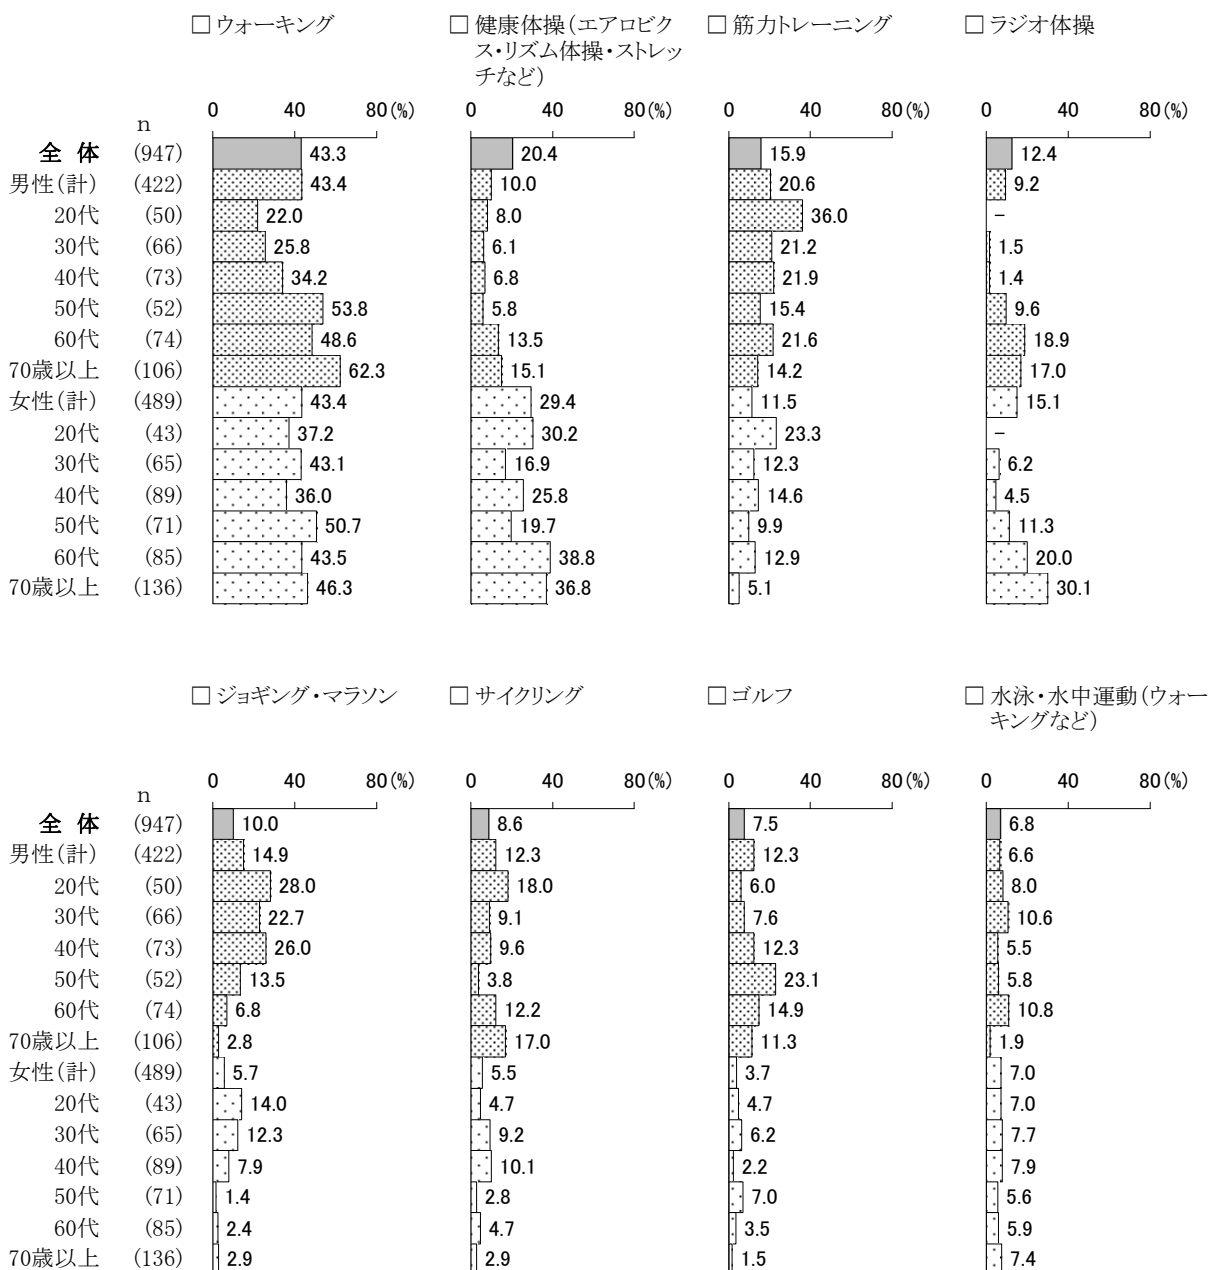 □ ウォーキング □ 健康体操（エアロビク □ 筋力トレーニング □ ラジオ体操
ス・リズム体操・ストレッ
チなど）
0 40 80(%) 0 40 80(%) 0 40 80(%) 0 40 80(%)
n
全 体 (947) 43.3 20.4 15.9 12.4
男性(計) (422) 43.4 10.0 20.6 9.2
20代 (50) 22.0 8.0 36.0 –
30代 (66) 25.8 6.1 21.2 1.5
40代 (73) 34.2 6.8 21.9 1.4
50代 (52) 53.8 5.8 15.4 9.6
60代 (74) 48.6 13.5 21.6 18.9
70歳以上 (106) 62.3 15.1 14.2 17.0
女性(計) (489) 43.4 29.4 11.5 15.1
20代 (43) 37.2 30.2 23.3 –
30代 (65) 43.1 16.9 12.3 6.2
40代 (89) 36.0 25.8 14.6 4.5
50代 (71) 50.7 19.7 9.9 11.3
60代 (85) 43.5 38.8 12.9 20.0
70歳以上 (136) 46.3 36.8 5.1 30.1
□ ジョギング・マラソン □ サイクリング □ ゴルフ □ 水泳・水中運動（ウォー
キングなど）
0 40 80(%) 0 40 80(%) 0 40 80(%) 0 40 80(%)
n
全 体 (947) 10.0 8.6 7.5 6.8
男性(計) (422) 14.9 12.3 12.3 6.6
20代 (50) 28.0 18.0 6.0 8.0
30代 (66) 22.7 9.1 7.6 10.6
40代 (73) 26.0 9.6 12.3 5.5
50代 (52) 13.5 3.8 23.1 5.8
60代 (74) 6.8 12.2 14.9 10.8
70歳以上 (106) 2.8 17.0 11.3 1.9
女性(計) (489) 5.7 5.5 3.7 7.0
20代 (43) 14.0 4.7 4.7 7.0
30代 (65) 12.3 9.2 6.2 7.7
40代 (89) 7.9 10.1 2.2 7.9
50代 (71) 1.4 2.8 7.0 5.6
60代 (85) 2.4 4.7 3.5 5.9
70歳以上 (136) 2.9 2.9 1.5 7.4